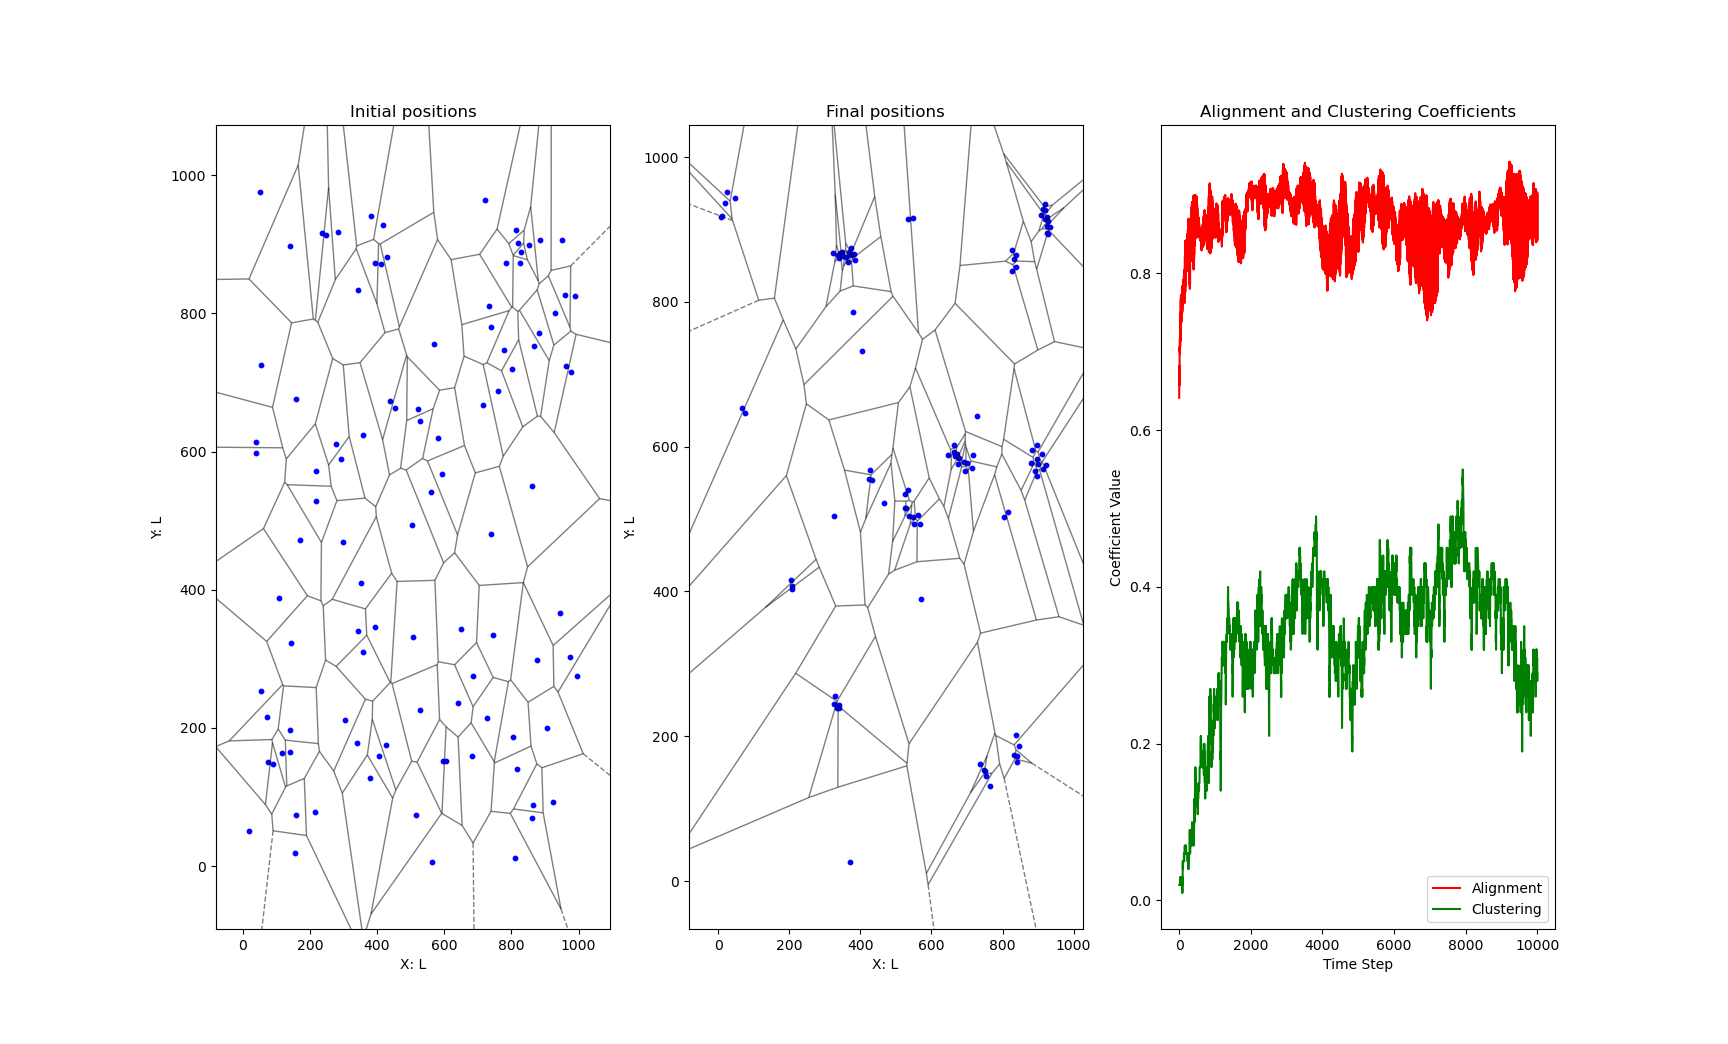 Initial positions
1000
800
600
400
200
0
Y: L
0 200 400 600 800 1000
X: L
Final positions
1000
800
600
400
200
0
Y: L
0 200 400 600 800 1000
X: L
Alignment and Clustering Coefficients
0.8
0.6
0.4
0.2
0.0
Coefficient Value
Alignment
Clustering
0 2000 4000 6000 8000 10000
Time Step